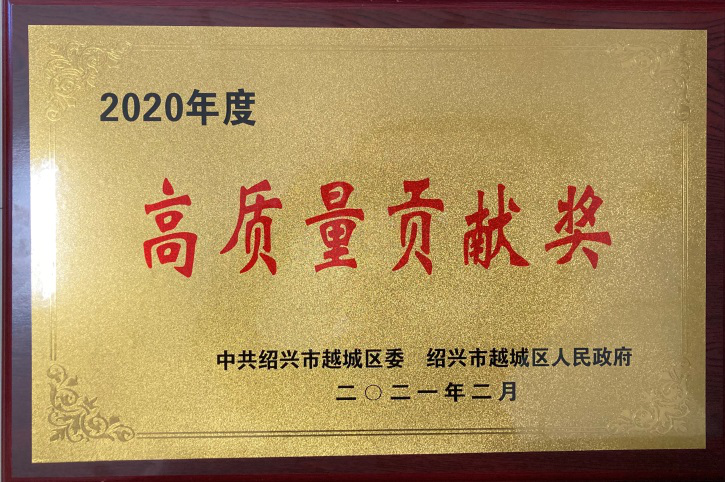 2020年度
高质量贡献奖
中共绍兴市越城区委 绍兴市越城区人民政府
二〇二一年二月